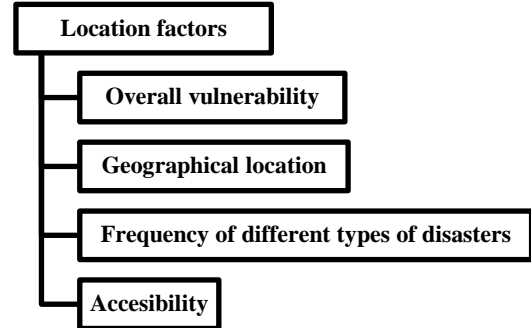 Location factors
Overall vulnerability
Geographical location
Frequency of different types of disasters
Accesibility